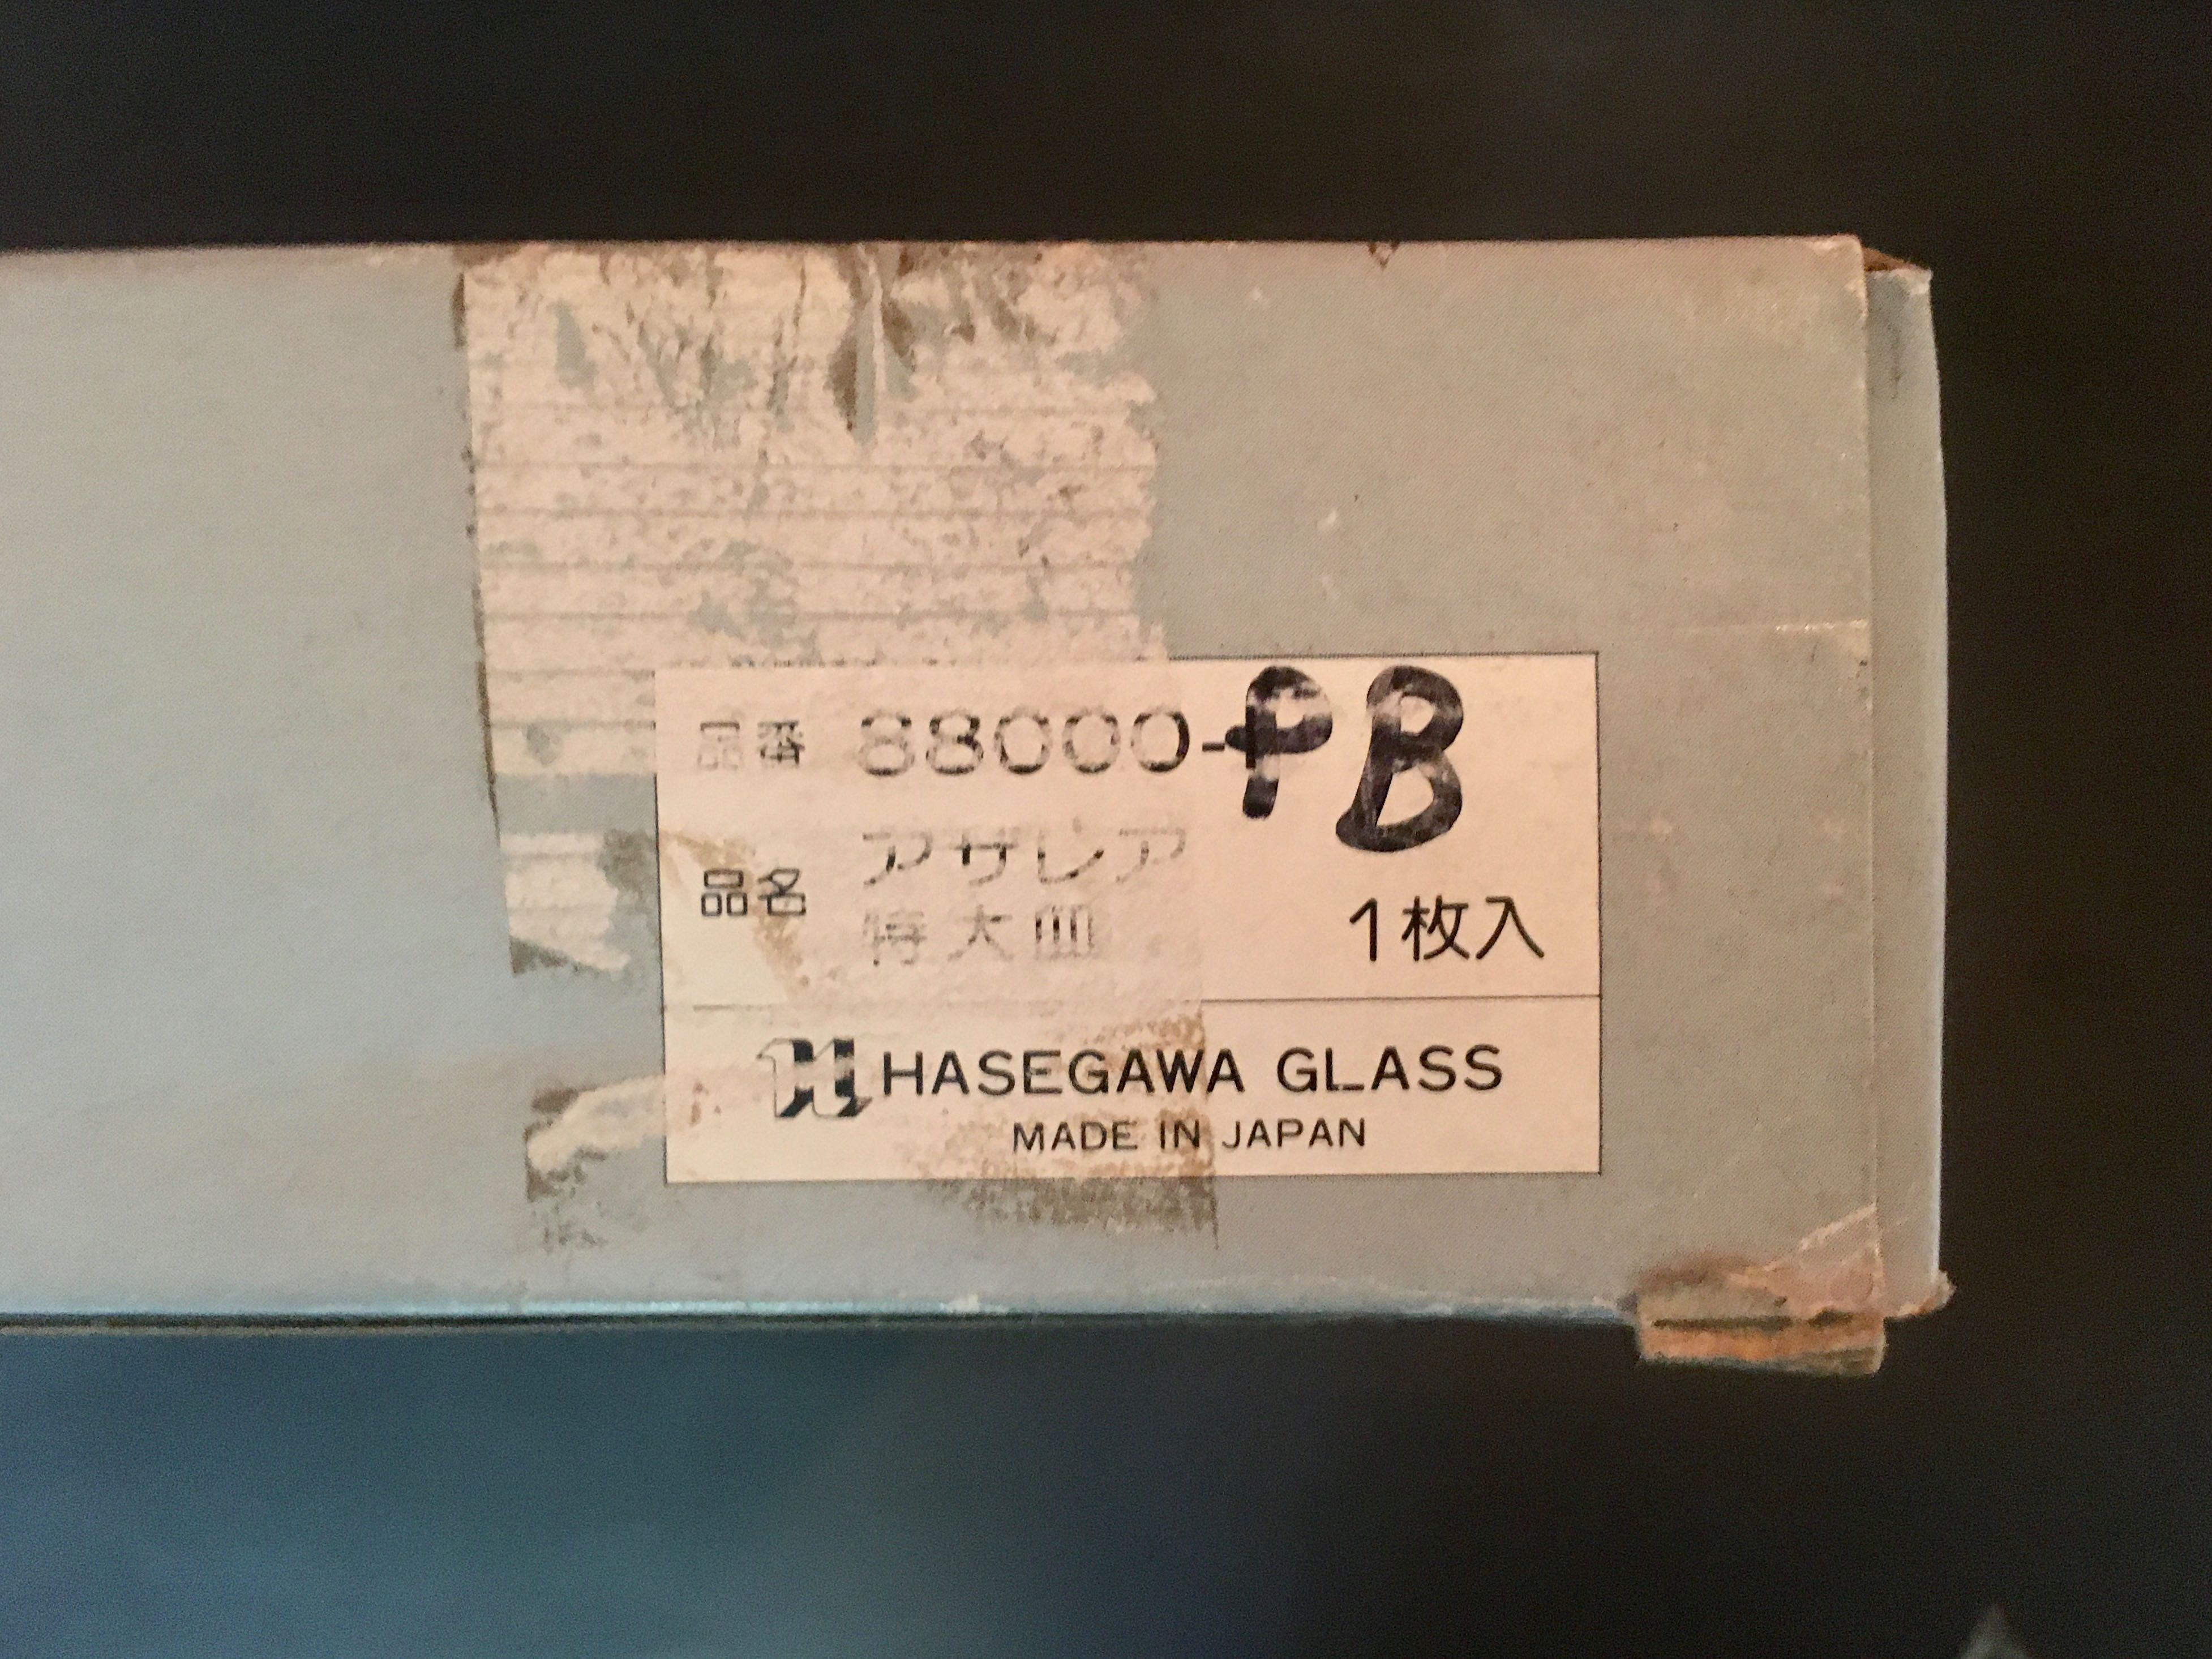 品番 88000-PB
アザレア
品名
特大皿 1枚入
H HASEGAWA GLASS
MADE IN JAPAN